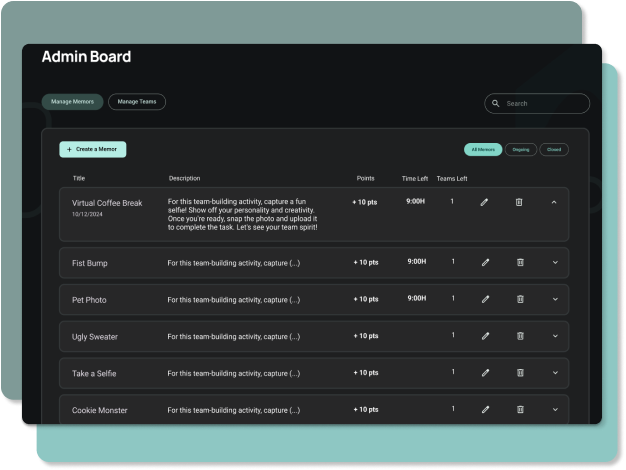 Admin Board
Manage Memors
Manage Teams
Search
+ Create a Memor
All Memors
Ongoing
Closed
Title
Description
Points
Time Left
Teams Left
Virtual Coffee Break
10/12/2024
For this team-building activity, capture a fun
selfie! Show off your personality and creativity.
Once you're ready, snap the photo and upload it
to complete the task. Let's see your team spirit!
+ 10 pts
9:00H
1
Fist Bump
For this team-building activity, capture (...)
+ 10 pts
9:00H
1
Pet Photo
For this team-building activity, capture (...)
+ 10 pts
9:00H
1
Ugly Sweater
For this team-building activity, capture (...)
+ 10 pts
1
Take a Selfie
For this team-building activity, capture (...)
+ 10 pts
1
Cookie Monster
For this team-building activity, capture (...)
+ 10 pts
1